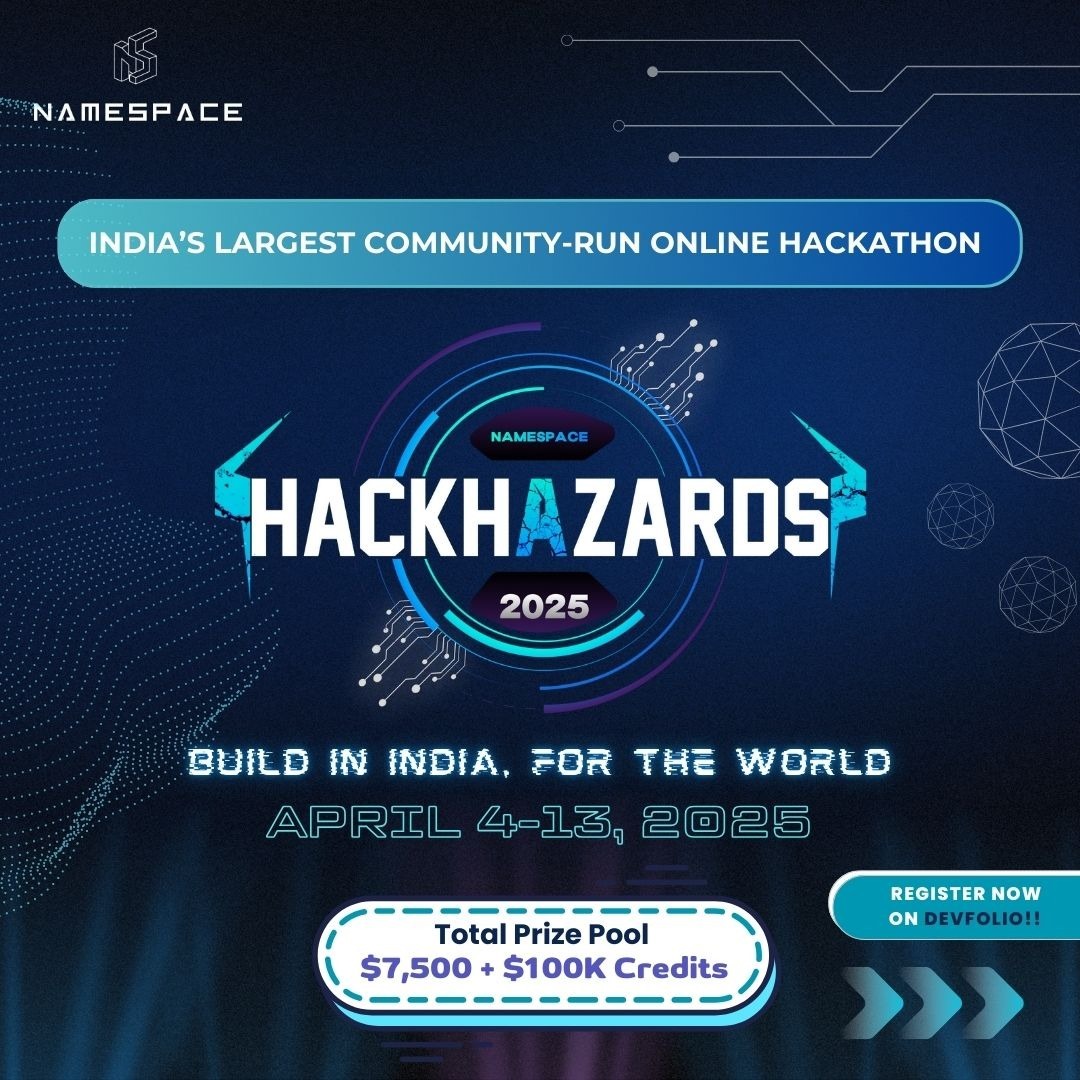 NAMESPACE
INDIA’S LARGEST COMMUNITY-RUN ONLINE HACKATHON
NAMESPACE
HACKHAZARDS
2025
BUILD IN INDIA, FOR THE WORLD
APRIL 4-13, 2025
Total Prize Pool
$7,500 + $100K Credits
REGISTER NOW
ON DEVFOLIO!!